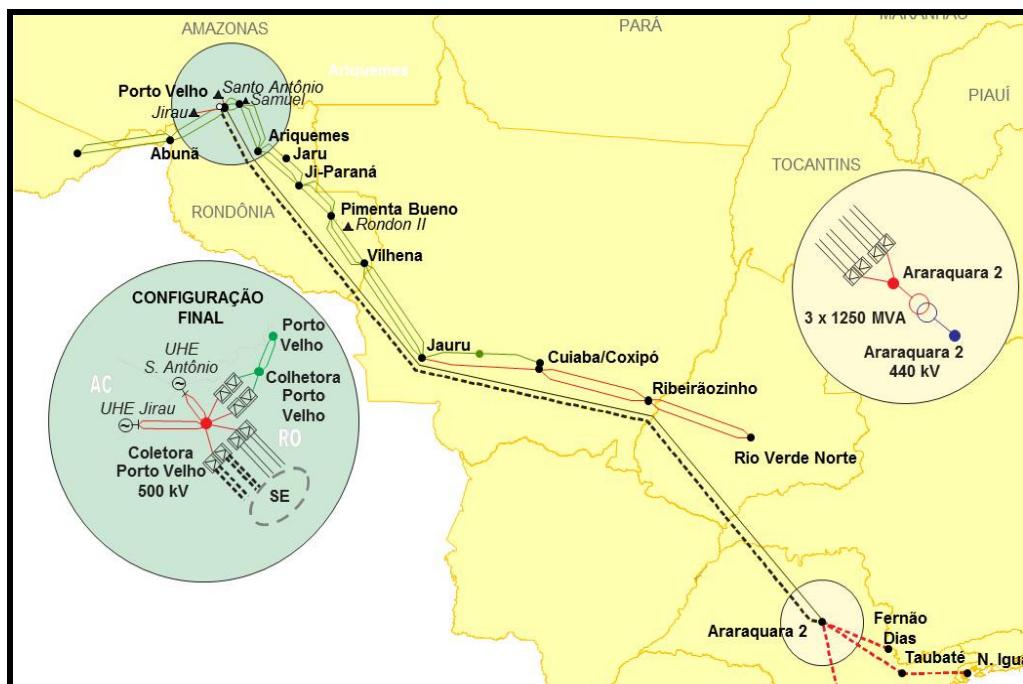 AMAZONAS
PARÁ
MARANHÃO
PIAUÍ
TOCANTINS
RONDÔNIA
Ariquemes
Porto Velho
Santo Antônio
Samuel
Jirau
Abunã
Ariquemes
Jaru
Ji-Paraná
Pimenta Bueno
Rondon II
Vilhena
Jauru
Cuiaba/Coxipó
Ribeirãozinho
Rio Verde Norte
Araraquara 2
3 x 1250 MVA
Araraquara 2
440 kV
CONFIGURAÇÃO
FINAL
Porto
Velho
UHE
S. Antônio
Colhetora
Porto
Velho
AC
UHE Jirau
RO
Coletora
Porto Velho
500 kV
SE
Araraquara 2
Fernão
Dias
Taubaté
N. Igua